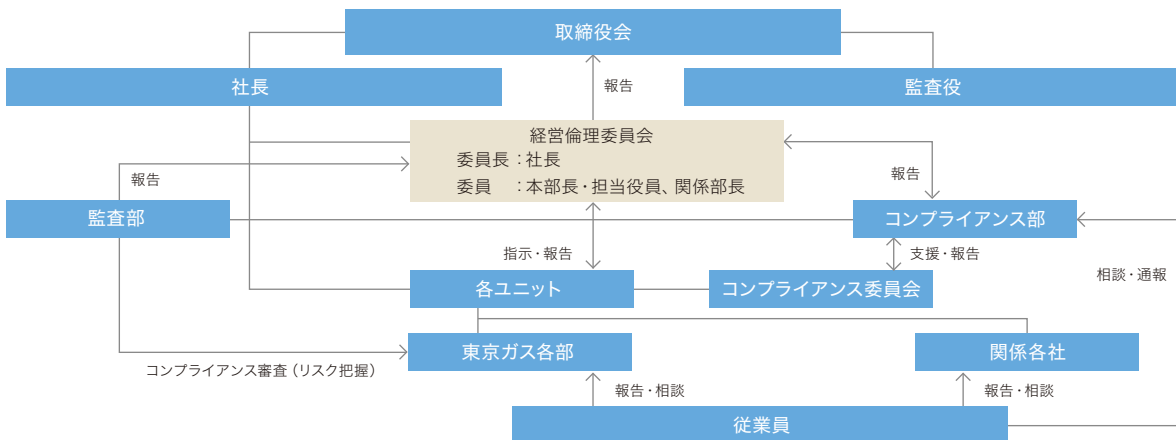 取締役会
社長
監査役
報告
経営倫理委員会
委員長：社長
委員　：本部長・担当役員、関係部長
報告
報告
監査部
コンプライアンス部
指示・報告
支援・報告
相談・通報
各ユニット
コンプライアンス委員会
東京ガス各部
関係各社
コンプライアンス審査（リスク把握）
報告・相談
報告・相談
従業員